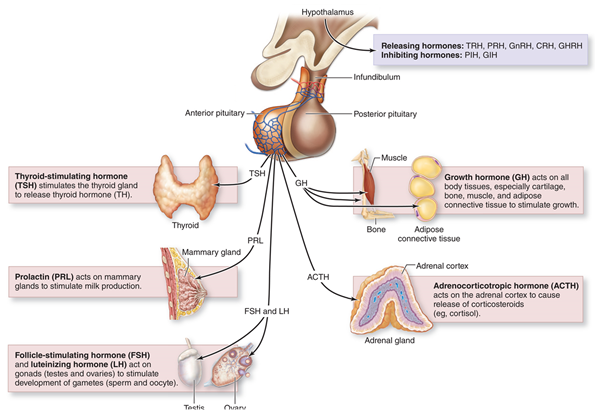 Hypothalamus
Releasing hormones: TRH, PRH, GnRH, CRH, GHRH
Inhibiting hormones: PIH, GIH
Infundibulum
Anterior pituitary
Posterior pituitary
Thyroid-stimulating hormone
(TSH) stimulates the thyroid gland
to release thyroid hormone (TH).
Thyroid
TSH
GH
Muscle
Bone
Adipose
connective tissue
Growth hormone (GH) acts on all
body tissues, especially cartilage,
bone, muscle, and adipose
connective tissue to stimulate growth.
PRL
Mammary gland
Prolactin (PRL) acts on mammary
glands to stimulate milk production.
ACTH
Adrenal cortex
Adrenal gland
Adrenocorticotropic hormone (ACTH)
acts on the adrenal cortex to cause
release of corticosteroids
(eg, cortisol).
FSH and LH
Follicle-stimulating hormone (FSH)
and luteinizing hormone (LH) act on
gonads (testes and ovaries) to stimulate
development of gametes (sperm and oocyte).
Testis
Ovary